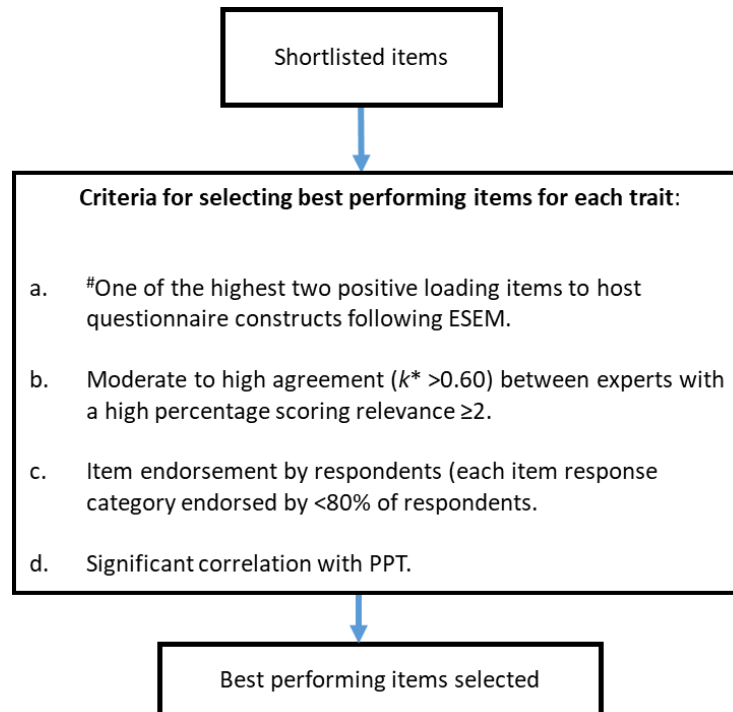 Shortlisted items
Criteria for selecting best performing items for each trait:
a. #One of the highest two positive loading items to host
questionnaire constructs following ESEM.
b. Moderate to high agreement (k* >0.60) between experts with
a high percentage scoring relevance ≥2.
c. Item endorsement by respondents (each item response
category endorsed by <80% of respondents.
d. Significant correlation with PPT.
Best performing items selected